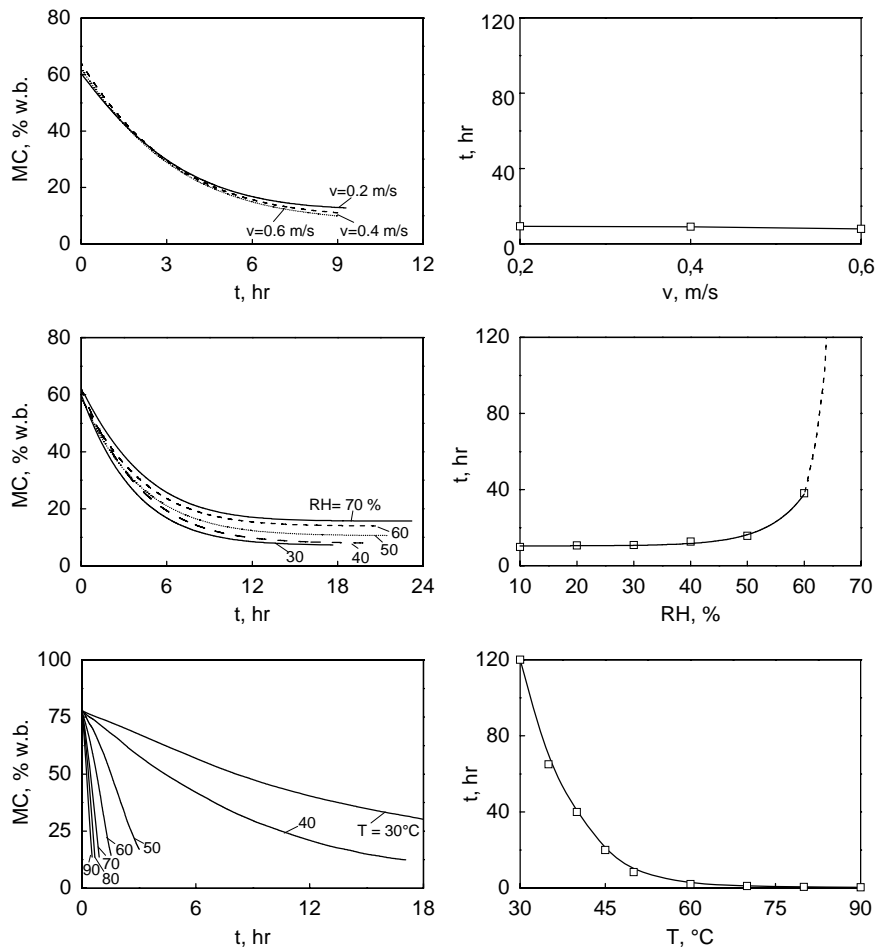 MC, % w.b.
80
60
40
20
0
v=0.2 m/s
v=0.6 m/s
v=0.4 m/s
0 3 6 9 12
t, hr
t, hr
120
80
40
0
0,2 0,4 0,6
v, m/s
MC, % w.b.
80
60
40
20
0
RH= 70 %
60
50
40
30
0 6 12 18 24
t, hr
t, hr
120
80
40
0
10 20 30 40 50 60 70
RH, %
MC, % w.b.
100
75
50
25
0
T = 30°C
40
50
60
70
80
90
0 6 12 18
t, hr
t, hr
120
80
40
0
30 45 60 75 90
T, °C